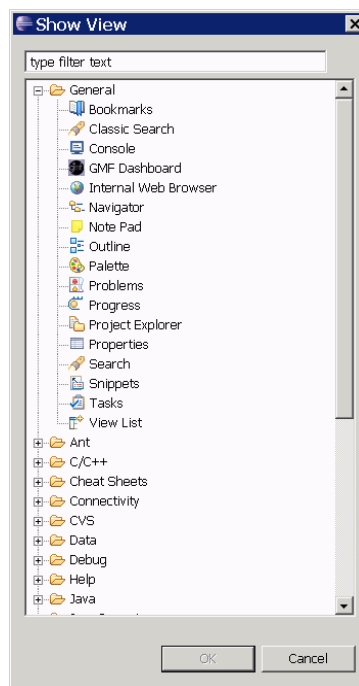 Show View
type filter text
General
Bookmarks
Classic Search
Console
GMF Dashboard
Internal Web Browser
Navigator
Note Pad
Outline
Palette
Problems
Progress
Project Explorer
Properties
Search
Snippets
Tasks
View List
Ant
C/C++
Cheat Sheets
Connectivity
CVS
Data
Debug
Help
Java
OK Cancel